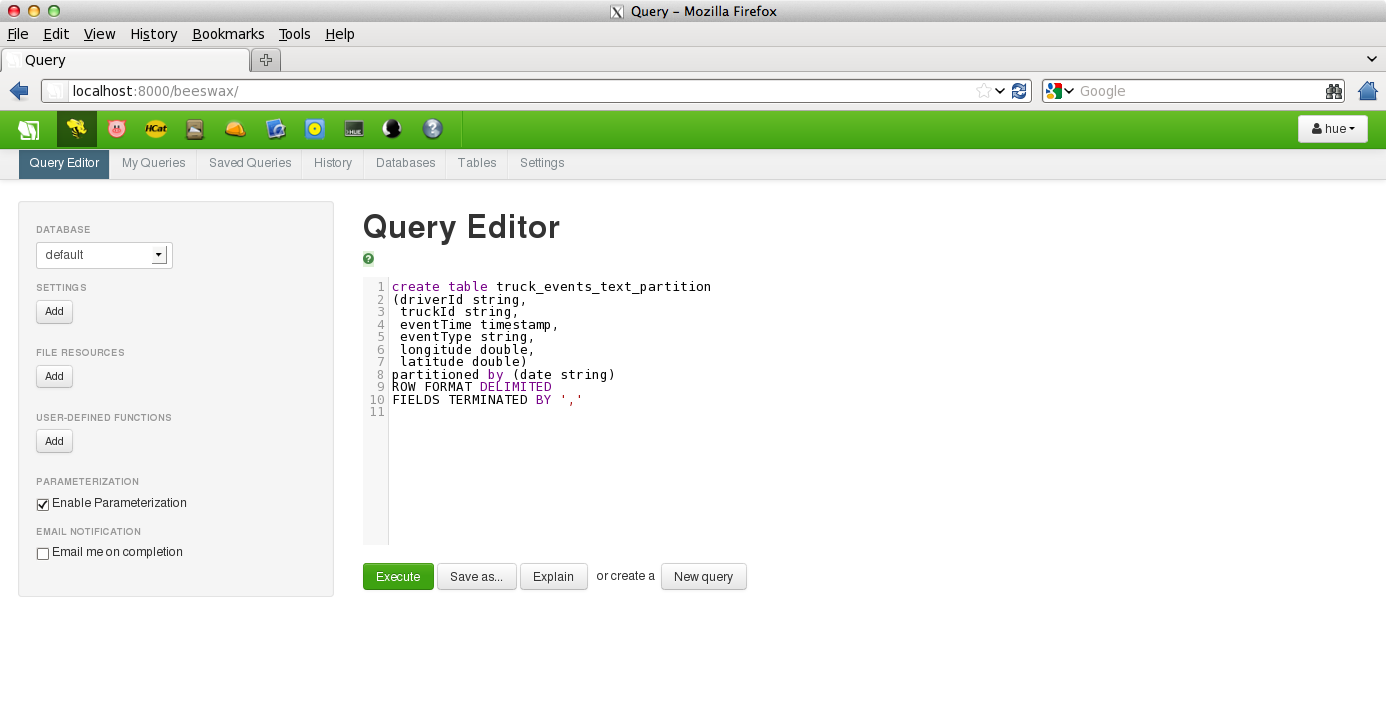 Query - Mozilla Firefox
File Edit View History Bookmarks Tools Help
Query
localhost:8000/beeswax/
Google
HCat
HUE
hue
Query Editor My Queries Saved Queries History Databases Tables Settings
DATABASE
default
SETTINGS
Add
FILE RESOURCES
Add
USER-DEFINED FUNCTIONS
Add
PARAMETERIZATION
Enable Parameterization
EMAIL NOTIFICATION
Email me on completion
Query Editor
?
1 create table truck_events_text_partition
2 (driverId string,
3 truckId string,
4 eventTime timestamp,
5 eventType string,
6 longitude double,
7 latitude double)
8 partitioned by (date string)
9 ROW FORMAT DELIMITED
10 FIELDS TERMINATED BY ','
11
Execute Save as... Explain or create a New query